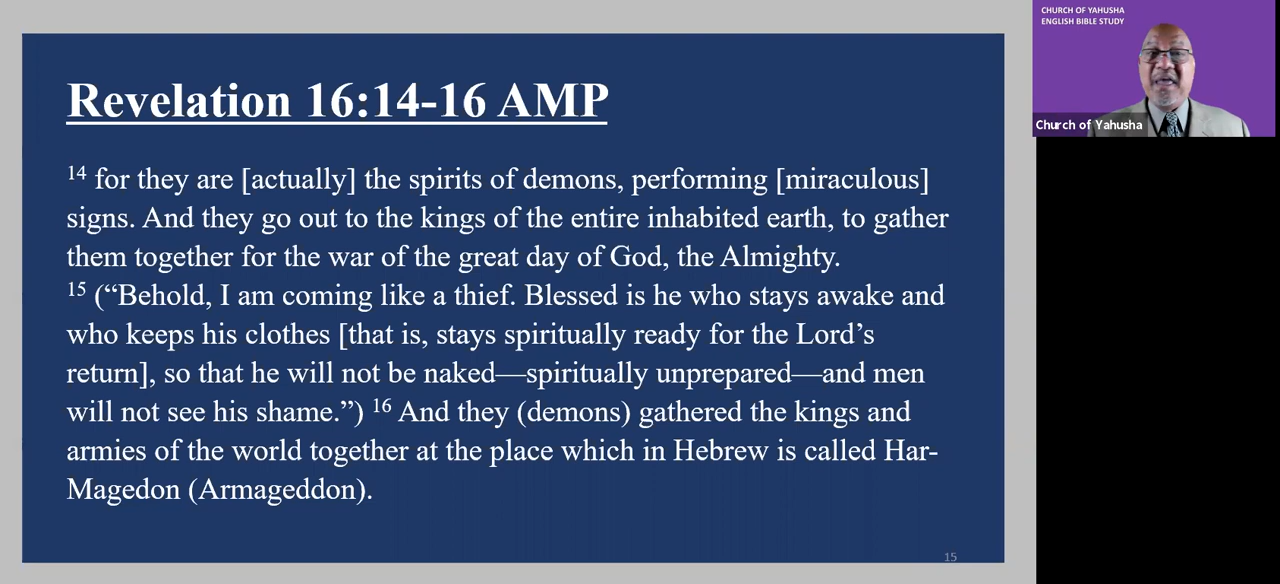 Revelation 16:14-16 AMP
14 for they are [actually] the spirits of demons, performing [miraculous]
signs. And they go out to the kings of the entire inhabited earth, to gather
them together for the war of the great day of God, the Almighty.
15 (“Behold, I am coming like a thief. Blessed is he who stays awake and
who keeps his clothes [that is, stays spiritually ready for the Lord’s
return], so that he will not be naked—spiritually unprepared—and men
will not see his shame.”) 16 And they (demons) gathered the kings and
armies of the world together at the place which in Hebrew is called Har-
Magedon (Armageddon).
15
CHURCH OF YAHUSHA
ENGLISH BIBLE STUDY
Church of Yahusha